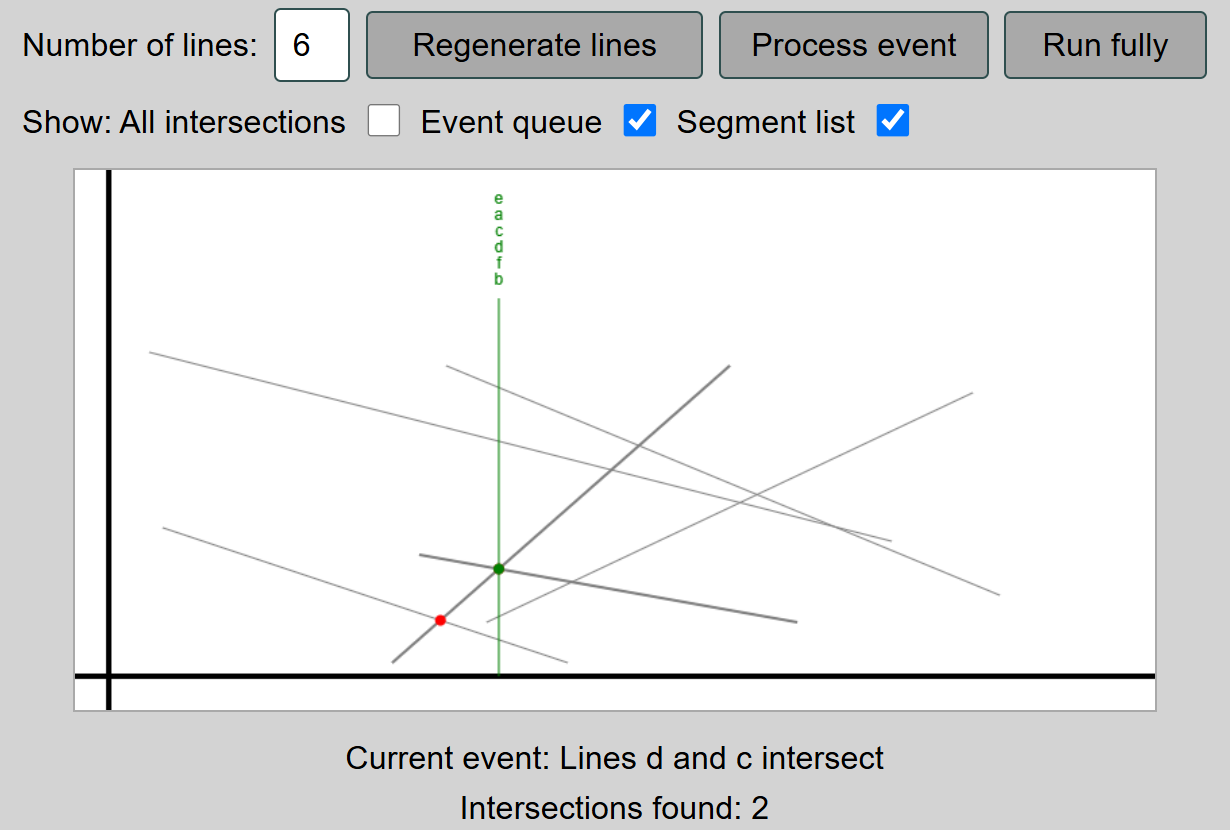 Number of lines: 6 Regenerate lines Process event Run fully
Show: All intersections Event queue Segment list
e
a
c
d
f
b
Current event: Lines d and c intersect
Intersections found: 2